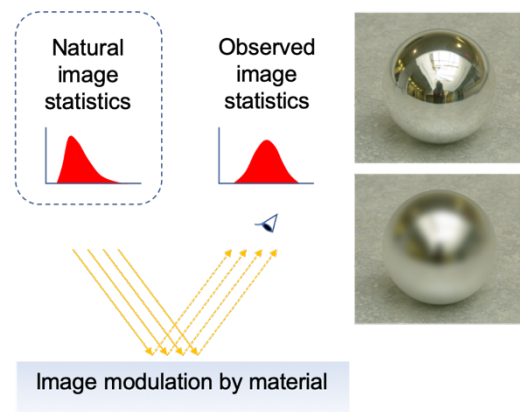 Natural
image
statistics
Observed
image
statistics
Image modulation by material